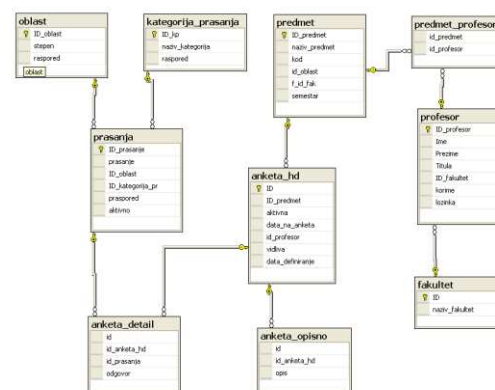 oblast
ID_oblast
stepen
raspored
oblast
kategorija_prasanja
ID_kp
naziv_kategorija
raspored
predmet
ID_predmet
naziv_predmet
kod
id_oblast
f_id_fak
semestar
predmet_profesor
id_predmet
id_profesor
prasanja
ID_prasanje
prasanje
ID_oblast
ID_kategorija_pr
praspored
aktivno
anketa_hd
ID
ID_predmet
aktivna
data_na_anketa
id_profesor
vidliva
data_definiranje
profesor
ID_profesor
Ime
Prezime
Titula
ID_fakultet
korime
lozinka
fakultet
ID
naziv_fakultet
anketa_detail
id
id_anketa_hd
id_prasanja
odgovor
anketa_opisno
id
id_anketa_hd
opis